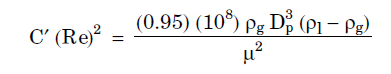 C′ (Re)² = (0.95) (10⁸) ρg Dp³ (ρl − ρg) / μ²